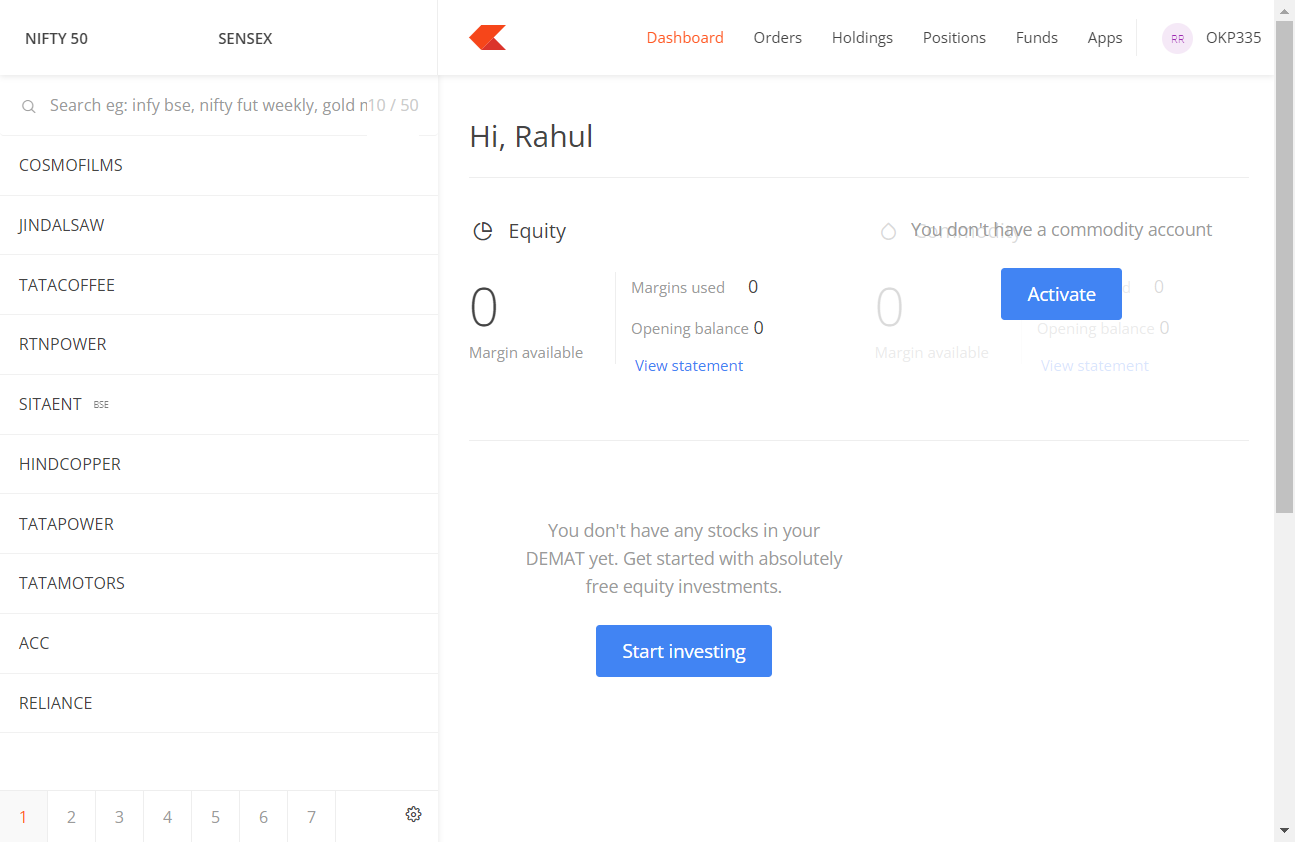 NIFTY 50
SENSEX
Dashboard
Orders
Holdings
Positions
Funds
Apps
RR
OKP335
Search eg: infy bse, nifty fut weekly, gold
10 / 50
COSMOFILMS
JINDALSAW
TATACOFFEE
RTNPOWER
SITAENT BSE
HINDCOPPER
TATAPOWER
TATAMOTORS
ACC
RELIANCE
1 2 3 4 5 6 7
Hi, Rahul
Equity
0
Margin available
Margins used 0
Opening balance 0
View statement
Commodity
You don't have a commodity account
Activate
0
Margin available
0
Opening balance 0
View statement
You don't have any stocks in your
DEMAT yet. Get started with absolutely
free equity investments.
Start investing